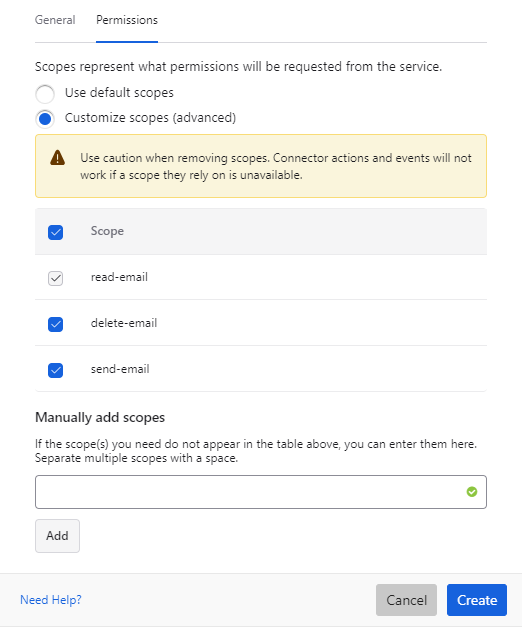 General Permissions
Scopes represent what permissions will be requested from the service.
Use default scopes
Customize scopes (advanced)
Use caution when removing scopes. Connector actions and events will not
work if a scope they rely on is unavailable.
Scope
read-email
delete-email
send-email
Manually add scopes
If the scope(s) you need do not appear in the table above, you can enter them here.
Separate multiple scopes with a space.
Add
Need Help? Cancel Create